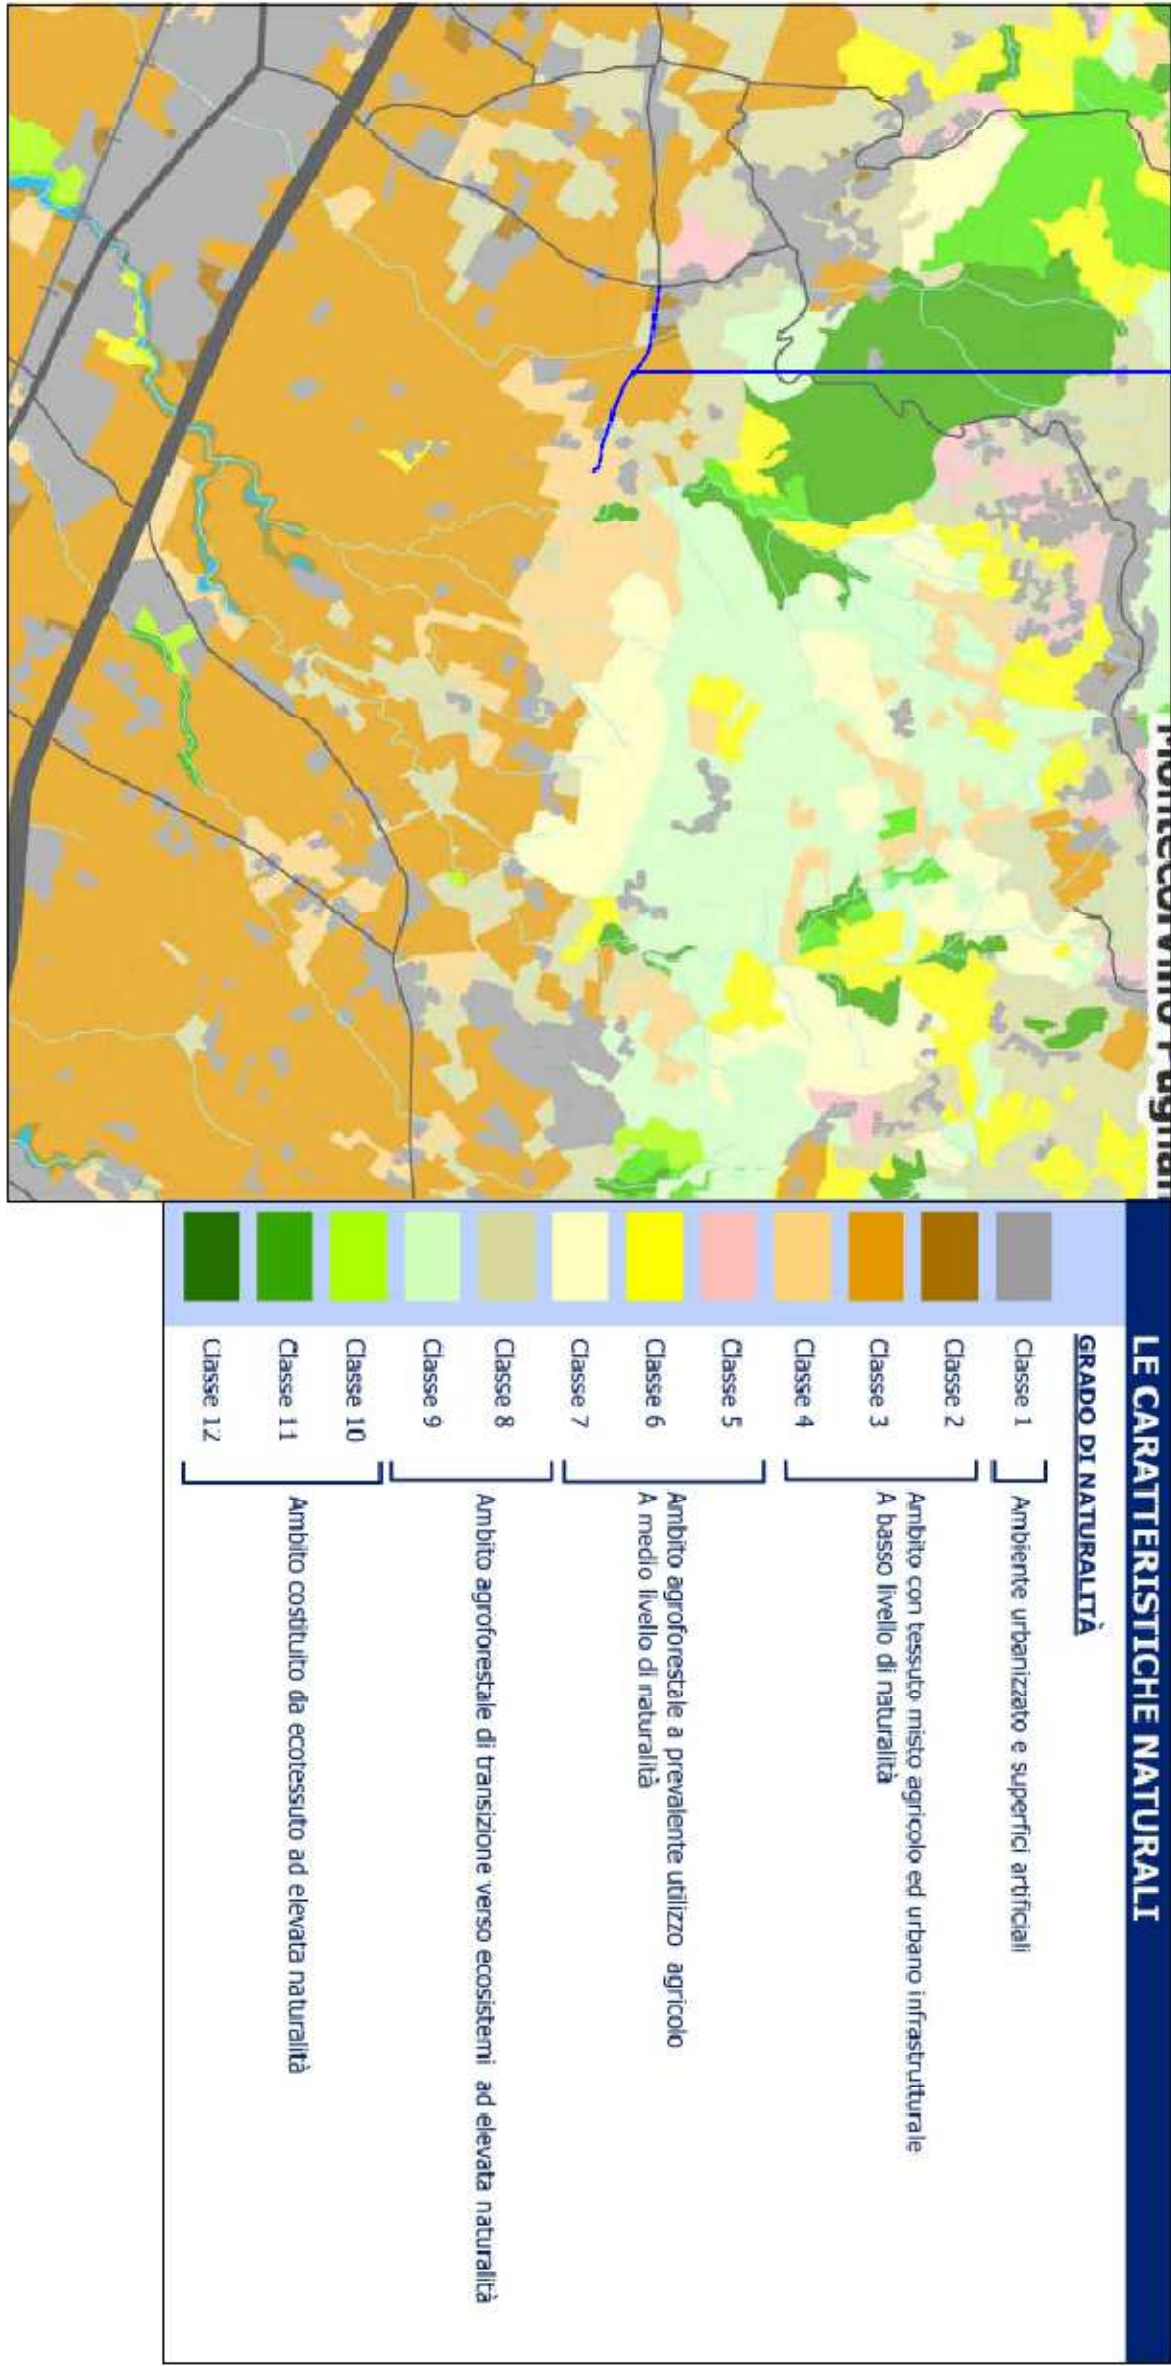 Montecorvino
LE CARATTERISTICHE NATURALI
GRADO DI NATURALITÀ
Classe 1 Ambiente urbanizzato e superfici artificiali
Classe 2
Classe 3
Classe 4
Ambito con tessuto misto agricolo ed urbano infrastrutturale
A basso livello di naturalità
Classe 5
Classe 6
Classe 7
Ambito agroforestale a prevalente utilizzo agricolo
A medio livello di naturalità
Classe 8
Classe 9
Ambito agroforestale di transizione verso ecosistemi ad elevata naturalità
Classe 10
Classe 11
Classe 12
Ambito costituito da ecotessuto ad elevata naturalità